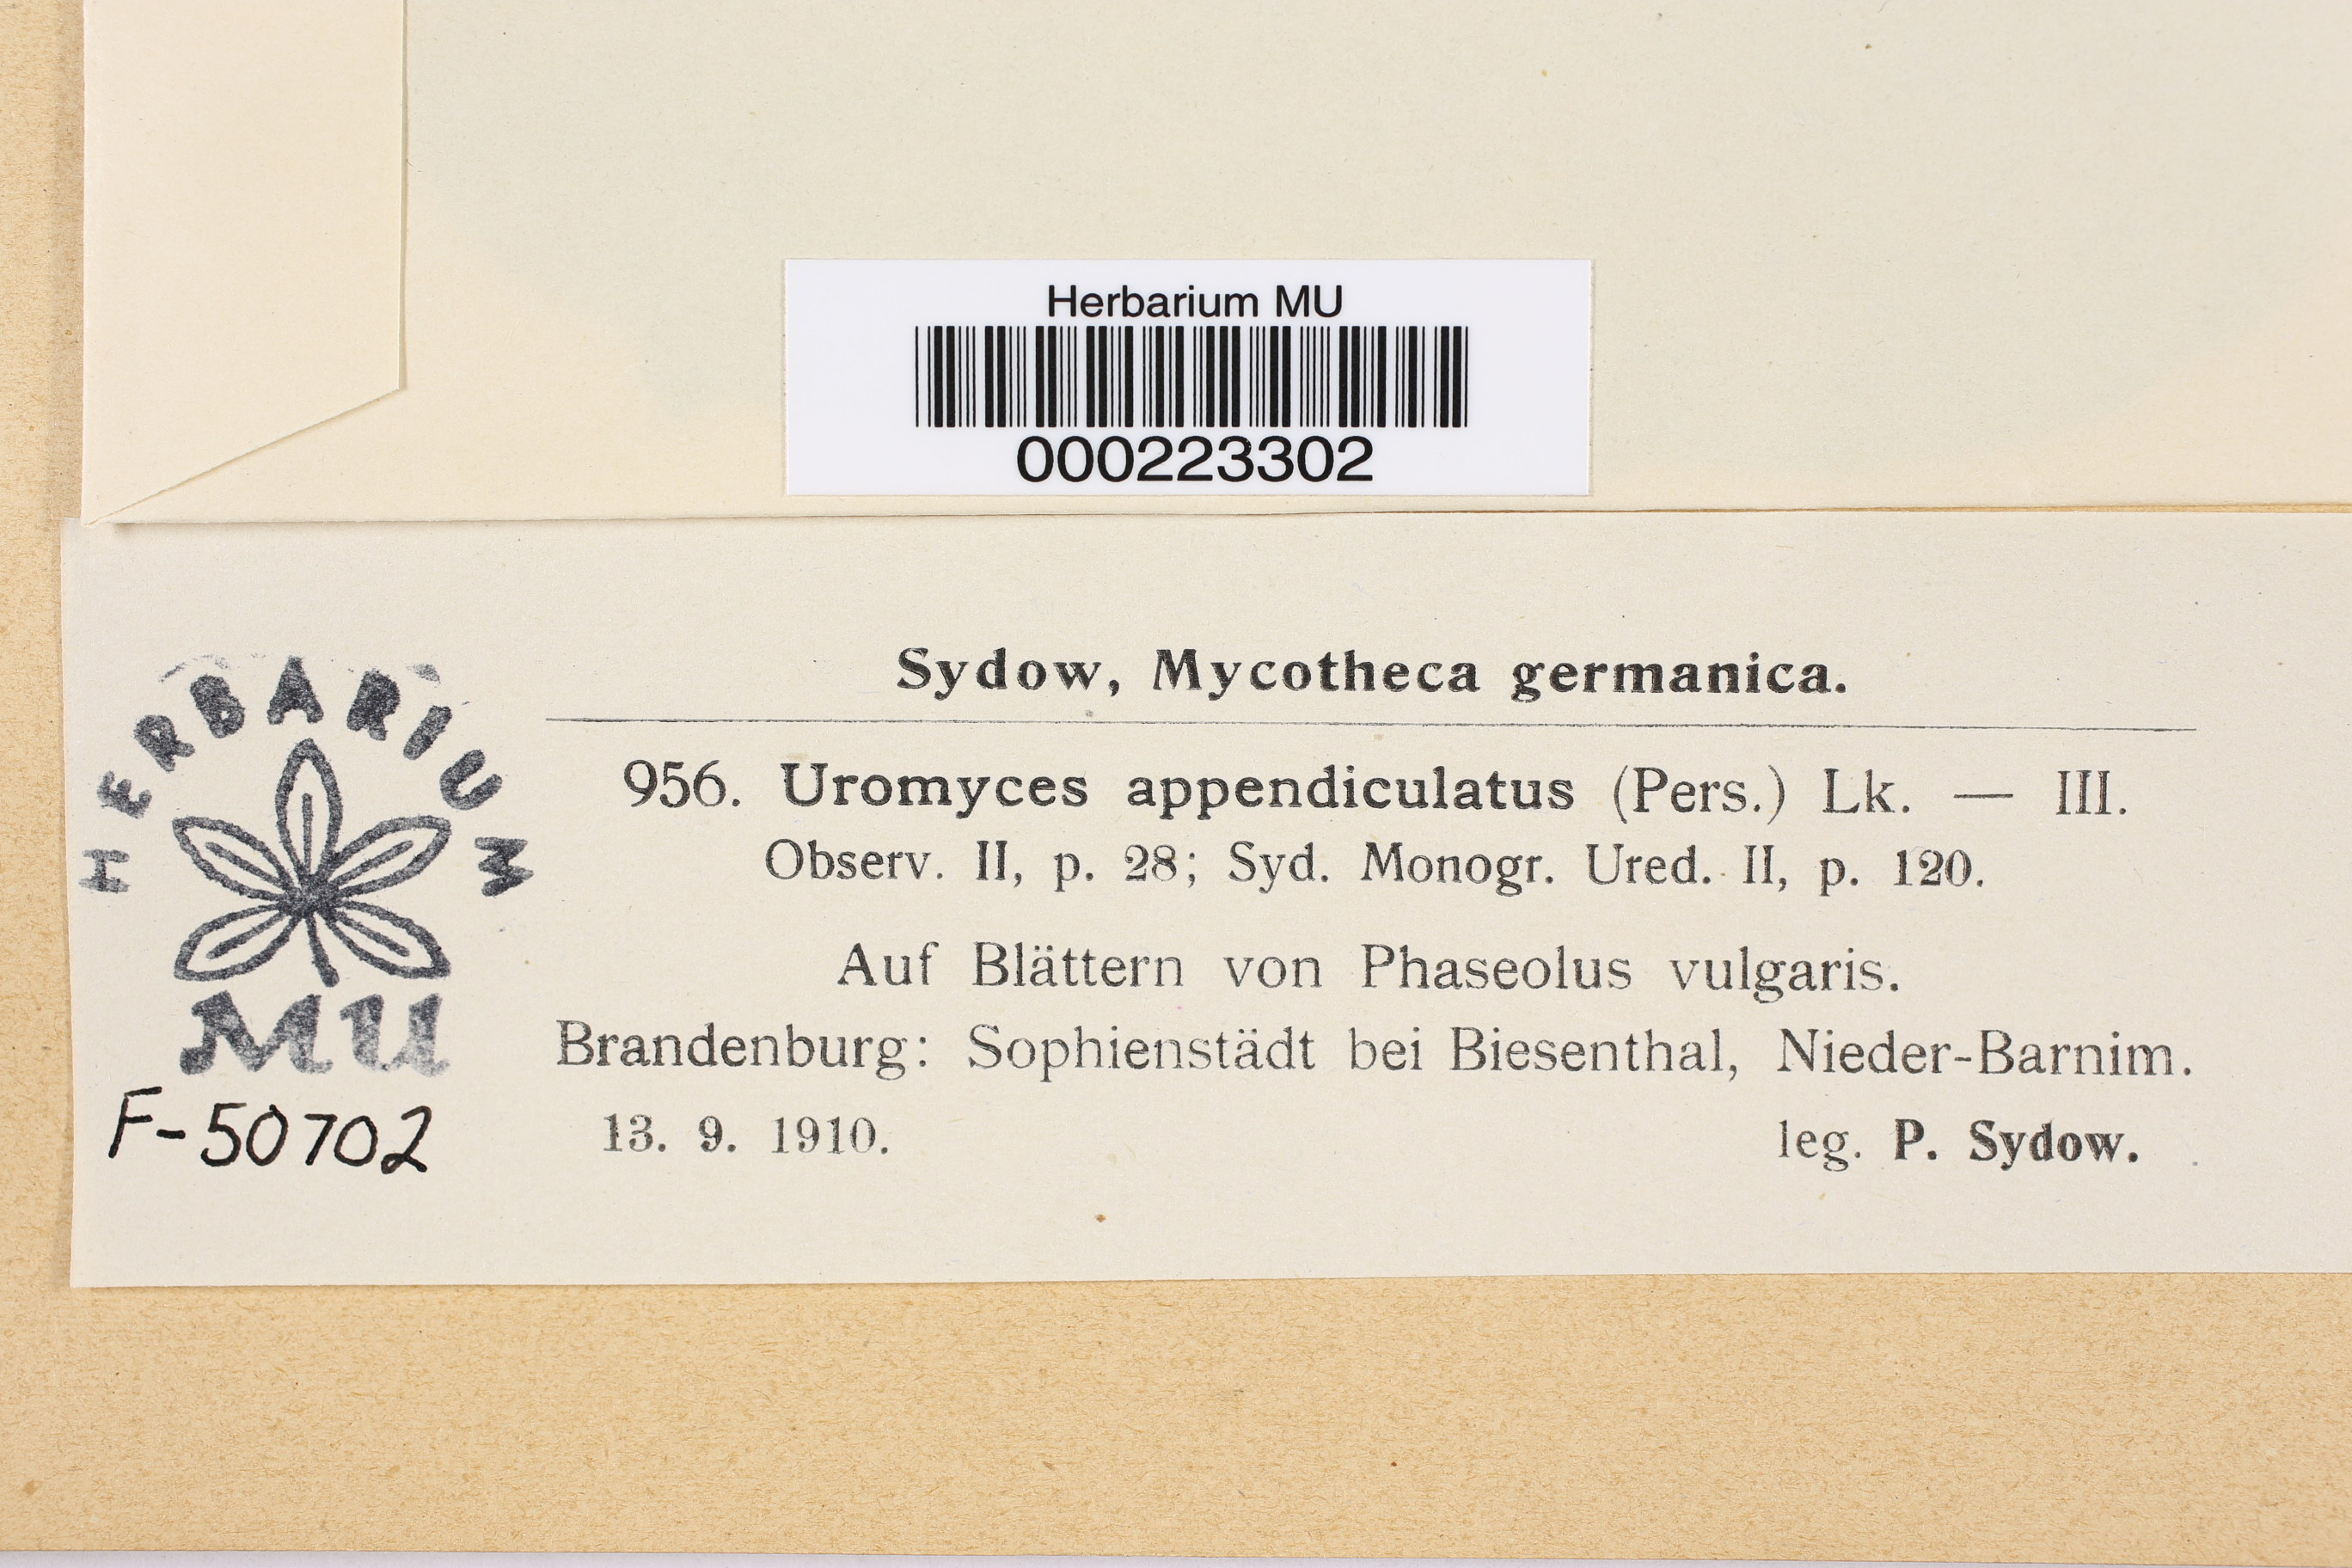 Herbarium MU
000223302
Sydow, Mycotheca germanica.
HERBARIUM
MU
F-50702
956. Uromyces appendiculatus (Pers.) Lk. — III.
Observ. II, p. 28; Syd. Monogr. Ured. II, p. 120.
Auf Blättern von Phaseolus vulgaris.
Brandenburg: Sophienstädt bei Biesenthal, Nieder-Barnim.
13. 9. 1910. leg. P. Sydow.